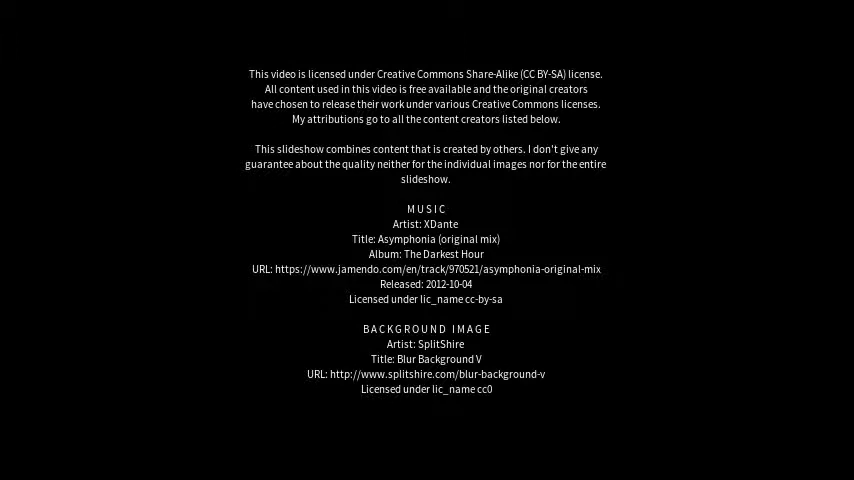 This video is licensed under Creative Commons Share-Alike (CC BY-SA) license.
All content used in this video is free available and the original creators
have chosen to release their work under various Creative Commons licenses.
My attributions go to all the content creators listed below.
This slideshow combines content that is created by others. I don't give any
guarantee about the quality neither for the individual images nor for the entire
slideshow.
MUSIC
Artist: XDante
Title: Asymphonia (original mix)
Album: The Darkest Hour
URL: https://www.jamendo.com/en/track/970521/asymphonia-original-mix
Released: 2012-10-04
Licensed under lic_name cc-by-sa
BACKGROUND IMAGE
Artist: SplitShire
Title: Blur Background V
URL: http://www.splitshire.com/blur-background-v
Licensed under lic_name cc0